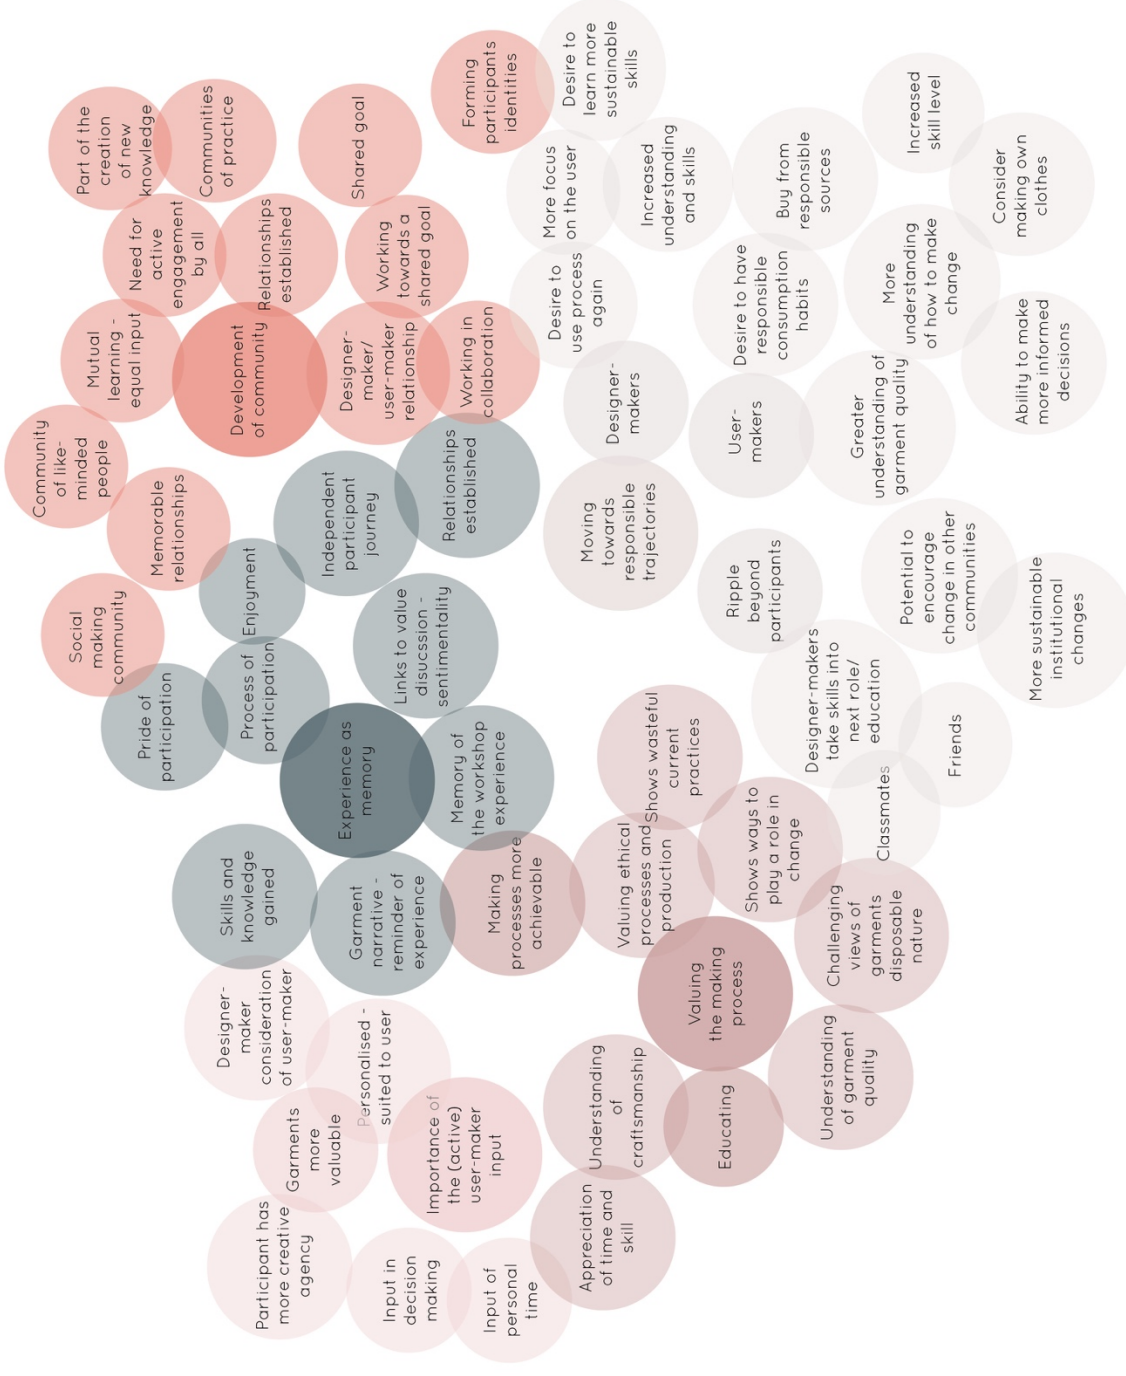 Part of the
creation
of new
knowledge
Communities
of practice
Shared goal
Forming
participants
identities
Desire to
learn more
sustainable
skills
Need for
active
engagement
by all
Relationships
established
Working
towards a
shared goal
More focus
on the user
Increased
understanding
and skills
Buy from
responsible
sources
Increased
skill level
Consider
making own
clothes
Mutual
learning -
equal input
Development
of community
Designer-
maker/
user-maker
relationship
Working in
collaboration
Desire to
use process
again
Desire to have
responsible
consumption
habits
More
understanding
of how to make
change
Ability to make
more informed
decisions
Community
of like-
minded
people
Memorable
relationships
Independent
participant
journey
Relationships
established
Designer-
makers
User-
makers
Greater
understanding of
garment quality
Social
making
community
Enjoyment
Links to value
disucssion -
sentimentality
Moving
towards
responsible
trajectories
Ripple
beyond
participants
Potential to
encourage
change in other
communities
More sustainable
institutional
changes
Pride of
participation
Process of
participation
Experience as
memory
Memory of
the workshop
experience
Shows wasteful
current
practices
Designer-makers
take skills into
next role/
education
Friends
Classmates
Skills and
knowledge
gained
Garment
narrative -
reminder of
experience
Making
processes more
achievable
Valuing ethical
processes and
production
Shows ways to
play a role in
change
Challenging
views of
garments
disposable
nature
Designer-
maker
consideration
of user-maker
Personalised -
suited to user
Valuing
the making
process
Understanding
of garment
quality
Garments
more
valuable
Importance of
the (active)
user-maker
input
Understanding
of
craftsmanship
Educating
Participant has
more creative
agency
Input in
decision
making
Input of
personal
time
Appreciation
of time and
skill